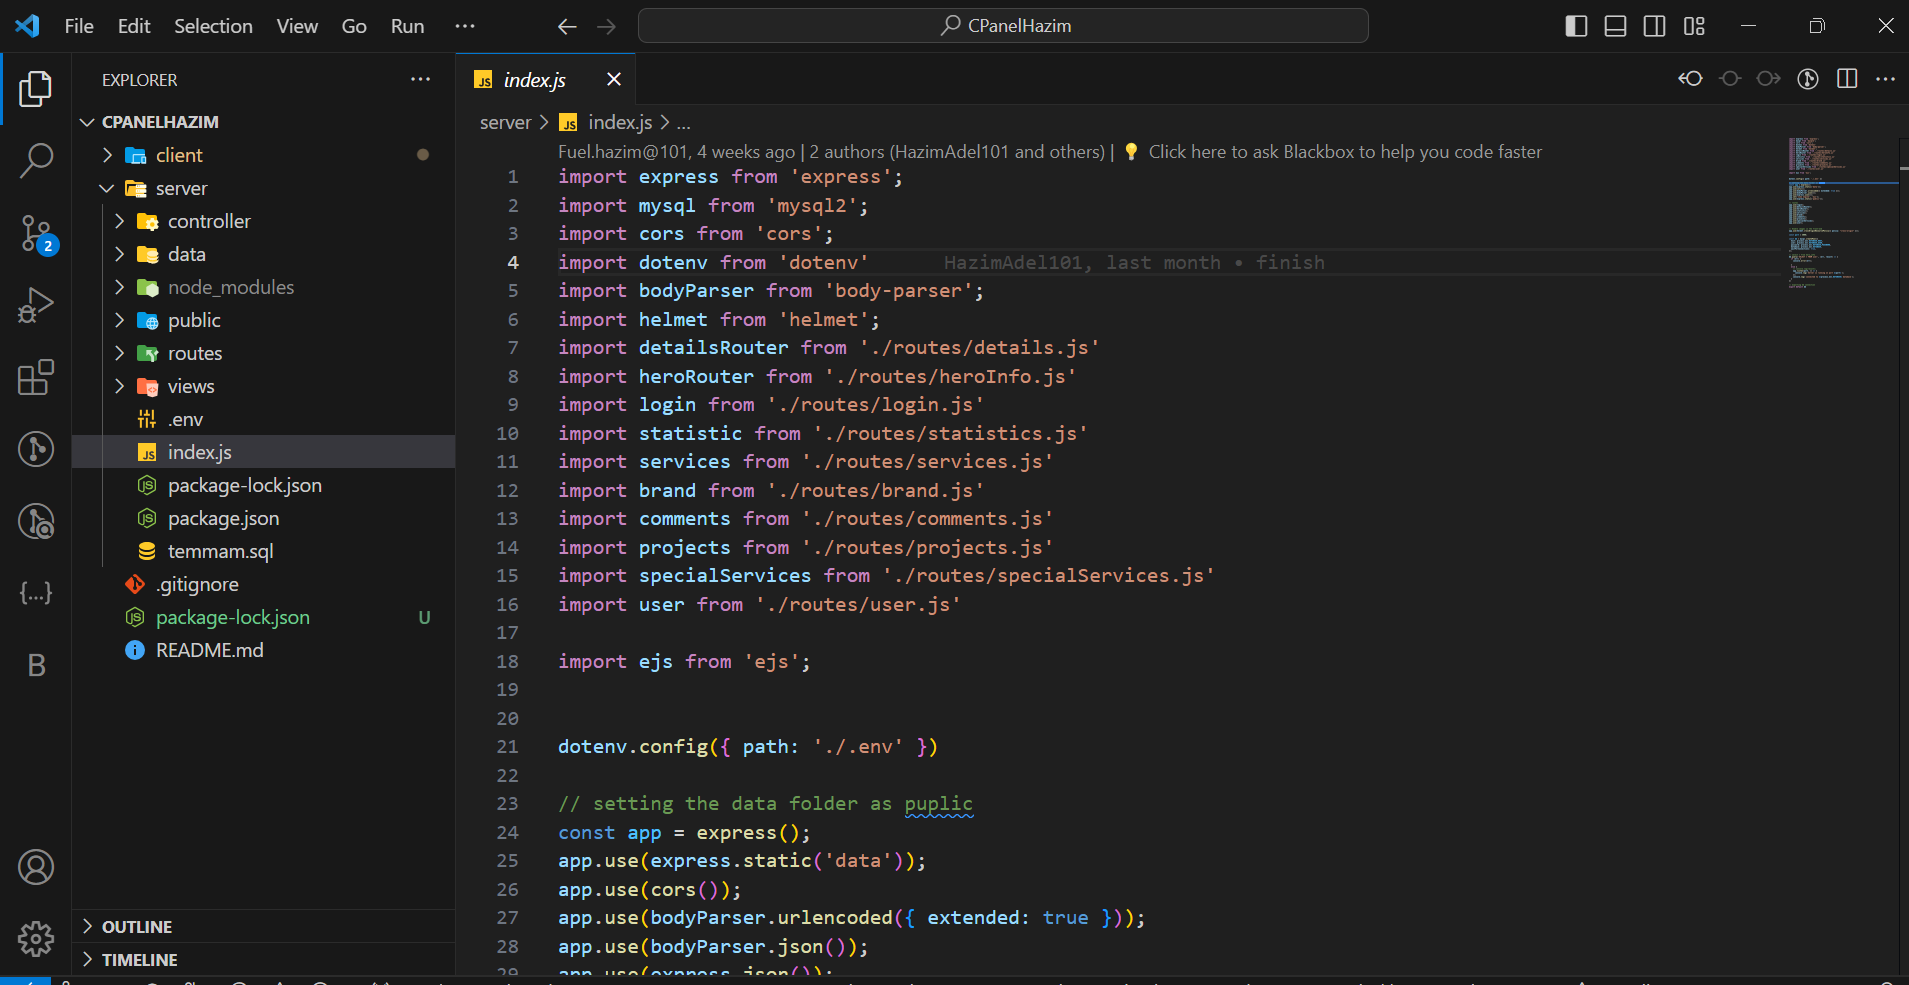 File Edit Selection View Go Run ···
CPanelHazim
EXPLORER ···
CPANELHAZIM
client
server
controller
data
node_modules
public
routes
views
.env
index.js
package-lock.json
package.json
temmam.sql
.gitignore
package-lock.json U
README.md
OUTLINE
TIMELINE
2
B
JS index.js
server > JS index.js > ...
Fuel.hazim@101, 4 weeks ago | 2 authors (HazimAdel101 and others) | 💡 Click here to ask Blackbox to help you code faster
1 import express from 'express';
2 import mysql from 'mysql2';
3 import cors from 'cors';
4 import dotenv from 'dotenv' HazimAdel101, last month • finish
5 import bodyParser from 'body-parser';
6 import helmet from 'helmet';
7 import detailsRouter from './routes/details.js'
8 import heroRouter from './routes/heroInfo.js'
9 import login from './routes/login.js'
10 import statistic from './routes/statistics.js'
11 import services from './routes/services.js'
12 import brand from './routes/brand.js'
13 import comments from './routes/comments.js'
14 import projects from './routes/projects.js'
15 import specialServices from './routes/specialServices.js'
16 import user from './routes/user.js'
17
18 import ejs from 'ejs';
19
20
21 dotenv.config({ path: './.env' })
22
23 // setting the data folder as puplic
24 const app = express();
25 app.use(express.static('data'));
26 app.use(cors());
27 app.use(bodyParser.urlencoded({ extended: true }));
28 app.use(bodyParser.json());
29 app.use(express.json());